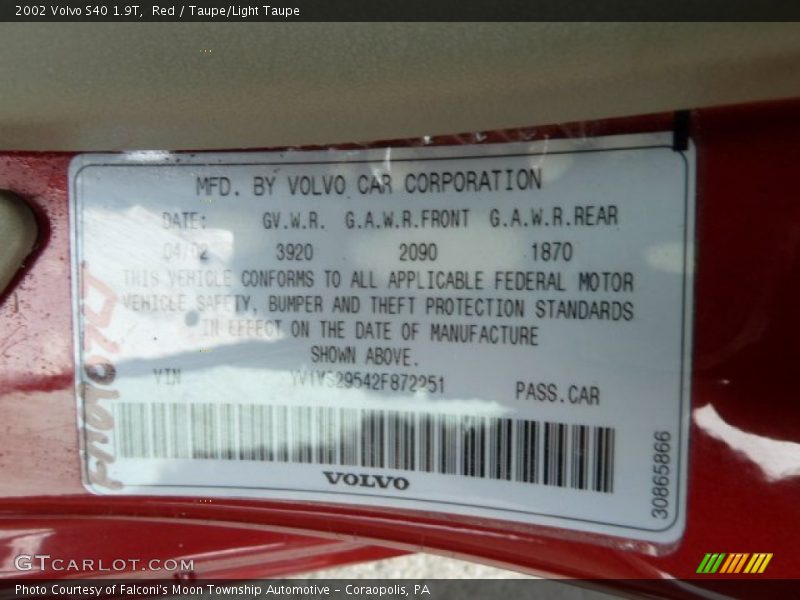 2002 Volvo S40 1.9T,  Red / Taupe/Light Taupe
MFD. BY VOLVO CAR CORPORATION
DATE: GV.W.R. G.A.W.R.FRONT G.A.W.R.REAR
04/02 3920 2090 1870
THIS VEHICLE CONFORMS TO ALL APPLICABLE FEDERAL MOTOR
VEHICLE SAFETY, BUMPER AND THEFT PROTECTION STANDARDS
IN EFFECT ON THE DATE OF MANUFACTURE
SHOWN ABOVE.
VIN YV1VS29542F872251 PASS.CAR
VOLVO
30865866
GTCARLOT.COM
Photo Courtesy of Falconi's Moon Township Automotive - Coraopolis, PA